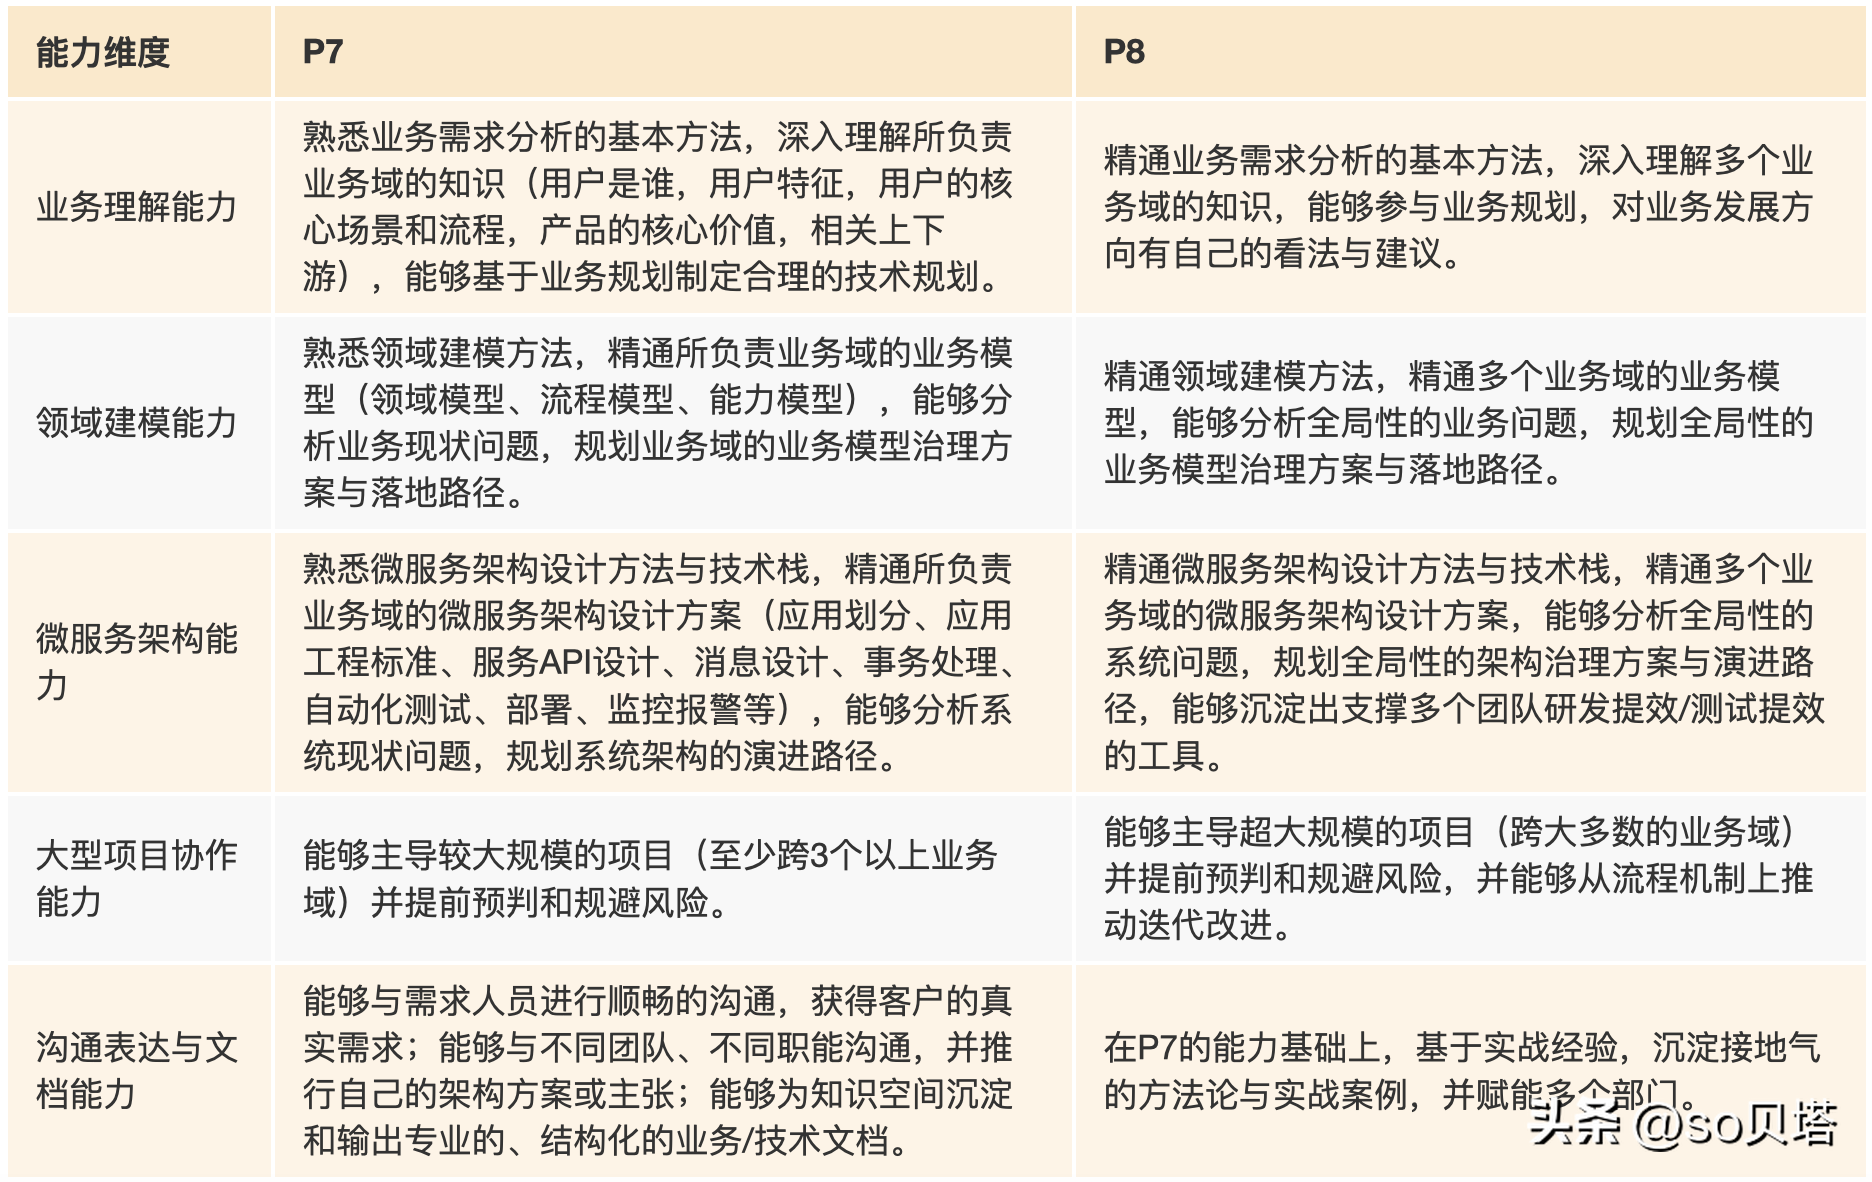 能力维度
P7
P8
业务理解能力
熟悉业务需求分析的基本方法，深入理解所负责
业务域的知识（用户是谁，用户特征，用户的核
心场景和流程，产品的核心价值，相关上下
游），能够基于业务规划制定合理的技术规划。
精通业务需求分析的基本方法，深入理解多个业
务域的知识，能够参与业务规划，对业务发展方
向有自己的看法与建议。
领域建模能力
熟悉领域建模方法，精通所负责业务域的业务模
型（领域模型、流程模型、能力模型），能够分
析业务现状问题，规划业务域的业务模型治理方
案与落地路径。
精通领域建模方法，精通多个业务域的业务模
型，能够分析全局性的业务问题，规划全局性的
业务模型治理方案与落地路径。
微服务架构能
力
熟悉微服务架构设计方法与技术栈，精通所负责
业务域的微服务架构设计方案（应用划分、应用
工程标准、服务API设计、消息设计、事务处理、
自动化测试、部署、监控报警等），能够分析系
统现状问题，规划系统架构的演进路径。
精通微服务架构设计方法与技术栈，精通多个业
务域的微服务架构设计方案，能够分析全局性的
系统问题，规划全局性的架构治理方案与演进路
径，能够沉淀出支撑多个团队研发提效/测试提效
的工具。
大型项目协作
能力
能够主导较大规模的项目（至少跨3个以上业务
域）并提前预判和规避风险。
能够主导超大规模的项目（跨大多数的业务域）
并提前预判和规避风险，并能够从流程机制上推
动迭代改进。
沟通表达与文
档能力
能够与需求人员进行顺畅的沟通，获得客户的真
实需求；能够与不同团队、不同职能沟通，并推
行自己的架构方案或主张；能够为知识空间沉淀
和输出专业的、结构化的业务/技术文档。
在P7的能力基础上，基于实战经验，沉淀接地气
的方法论与实战案例，并赋能多个部门。
头条 @so贝塔